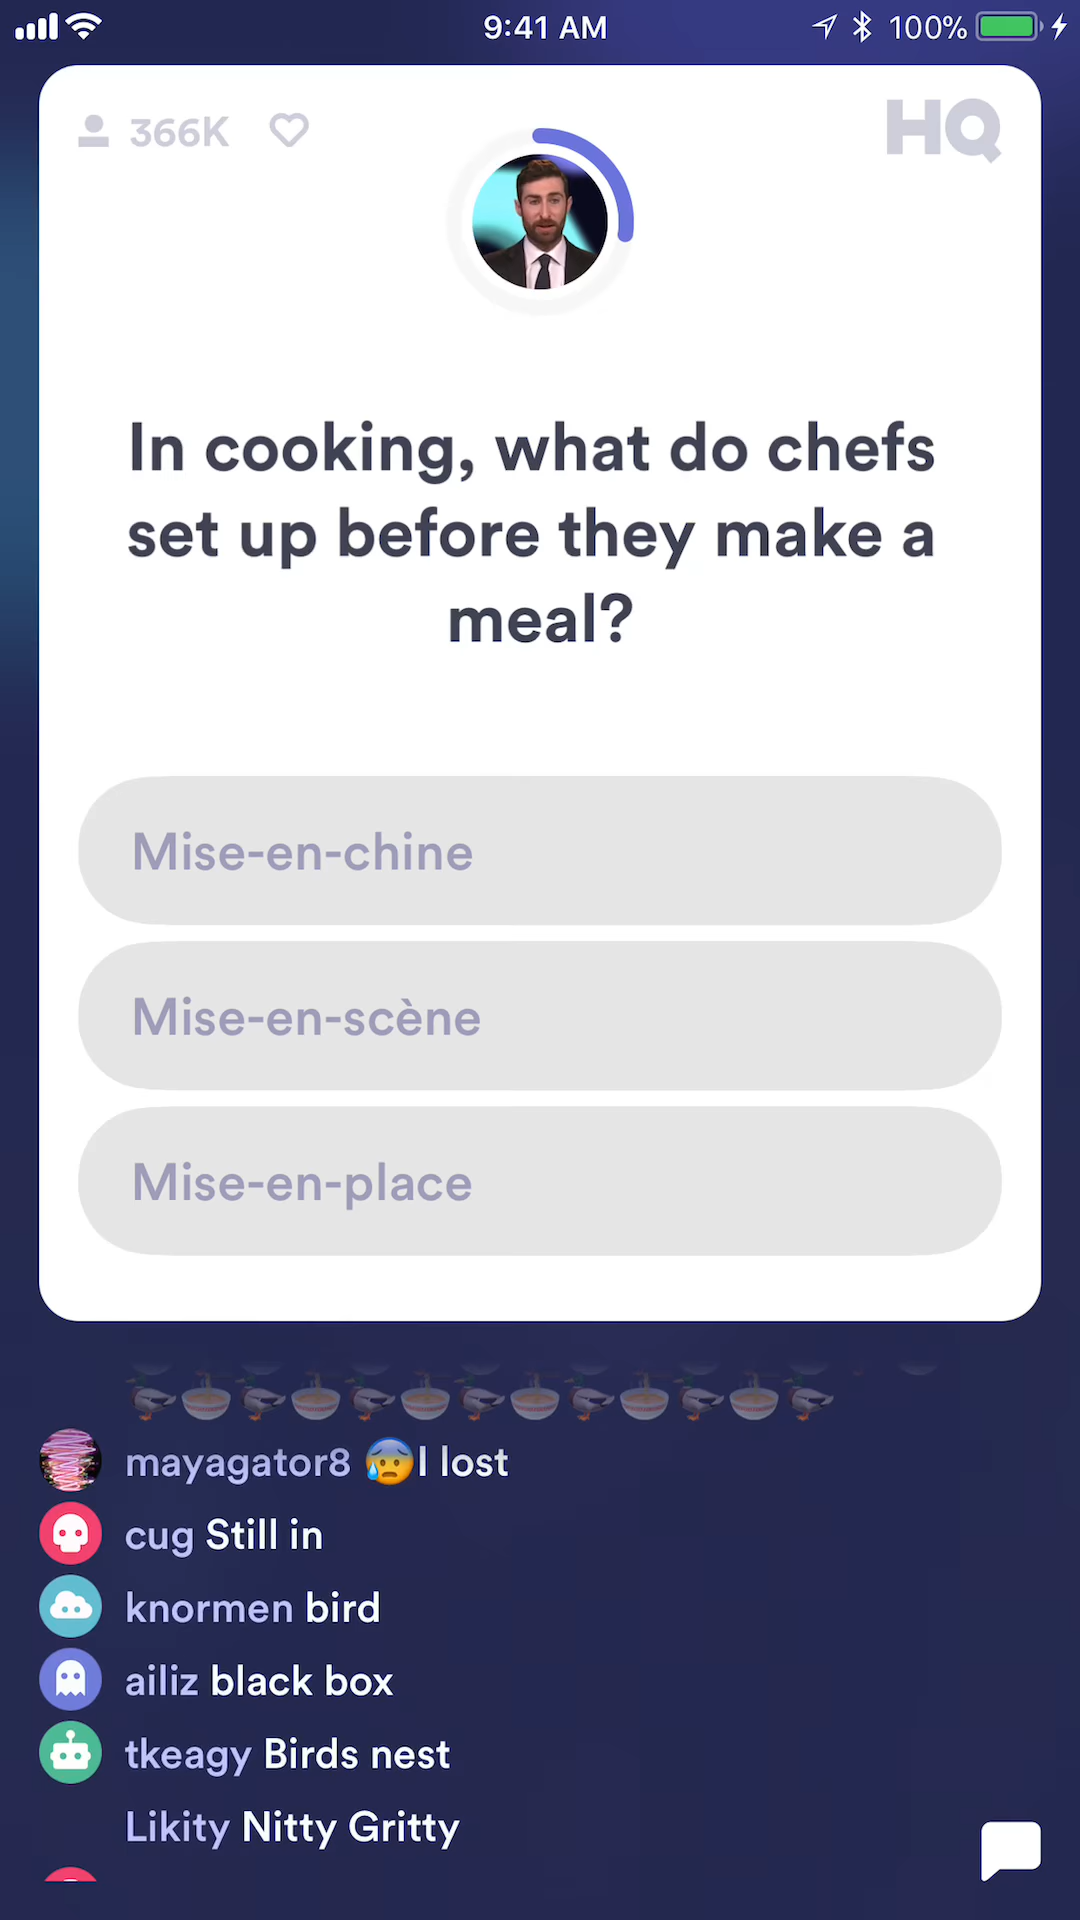 9:41 AM
100%
366K
HQ
In cooking, what do chefs
set up before they make a
meal?
Mise-en-chine
Mise-en-scène
Mise-en-place
mayagator8 😰I lost
cug Still in
knormen bird
ailiz black box
tkeagy Birds nest
Likity Nitty Gritty